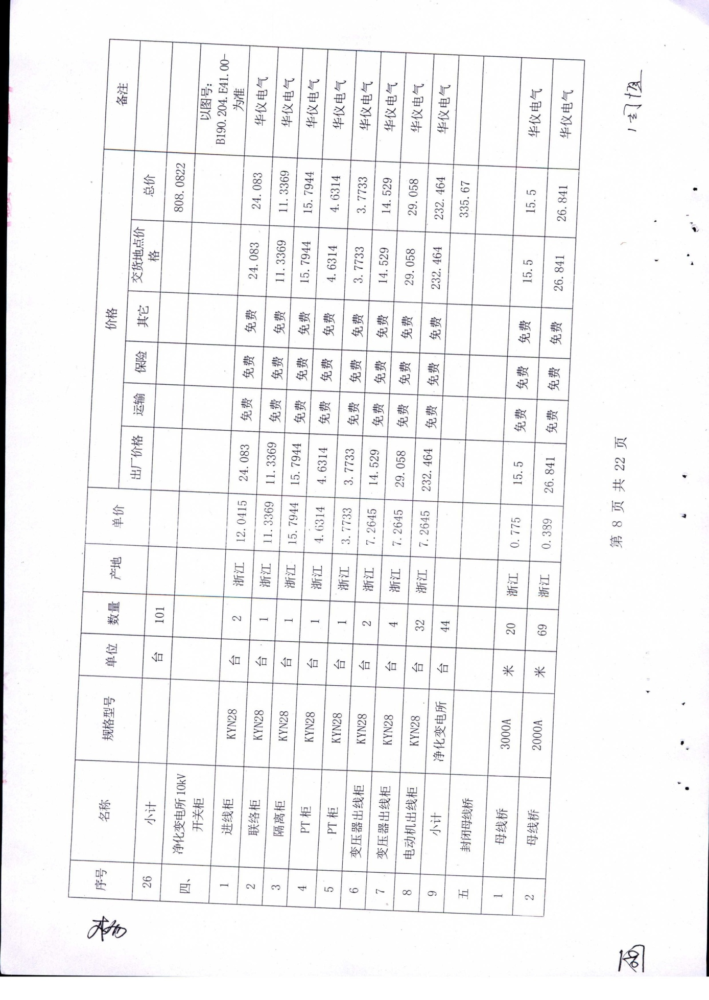 序号 名称 规格型号 单位 数量 产地 单价 价格 备注
出厂价格 运输 保险 其它 交货地点价格 总价
26 小计 台 101 808.0822
四、 净化变电所10kV开关柜 以图号：B190.204.E41.00-为准
1 进线柜 KYN28 台 2 浙江 12.0415 24.083 免费 免费 免费 24.083 24.083 华仪电气
2 联络柜 KYN28 台 1 浙江 11.3369 11.3369 免费 免费 免费 11.3369 11.3369 华仪电气
3 隔离柜 KYN28 台 1 浙江 15.7944 15.7944 免费 免费 免费 15.7944 15.7944 华仪电气
4 PT柜 KYN28 台 1 浙江 4.6314 4.6314 免费 免费 免费 4.6314 4.6314 华仪电气
5 PT柜 KYN28 台 1 浙江 3.7733 3.7733 免费 免费 免费 3.7733 3.7733 华仪电气
6 变压器出线柜 KYN28 台 2 浙江 7.2645 14.529 免费 免费 免费 14.529 14.529 华仪电气
7 变压器出线柜 KYN28 台 4 浙江 7.2645 29.058 免费 免费 免费 29.058 29.058 华仪电气
8 电动机出线柜 KYN28 台 32 浙江 7.2645 232.464 免费 免费 免费 232.464 232.464 华仪电气
9 小计 净化变电所 台 44 335.67
五 封闭母线桥
1 母线桥 3000A 米 20 浙江 0.775 15.5 免费 免费 免费 15.5 15.5 华仪电气
2 母线桥 2000A 米 69 浙江 0.389 26.841 免费 免费 免费 26.841 26.841 华仪电气
第 8 页 共 22 页